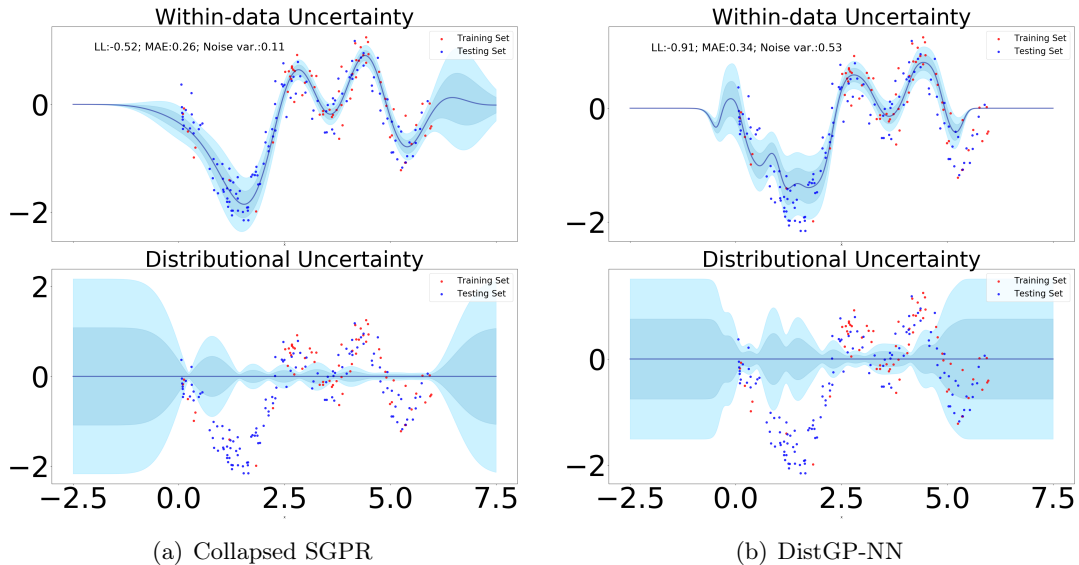 Within-data Uncertainty
LL:-0.52; MAE:0.26; Noise var.:0.11
Training Set
Testing Set
0
−2
Distributional Uncertainty
Training Set
Testing Set
2
0
−2
−2.5
0.0
2.5
5.0
7.5
(a) Collapsed SGPR
Within-data Uncertainty
LL:-0.91; MAE:0.34; Noise var.:0.53
Training Set
Testing Set
0
−2
Distributional Uncertainty
Training Set
Testing Set
0
−2
−2.5
0.0
2.5
5.0
7.5
(b) DistGP-NN